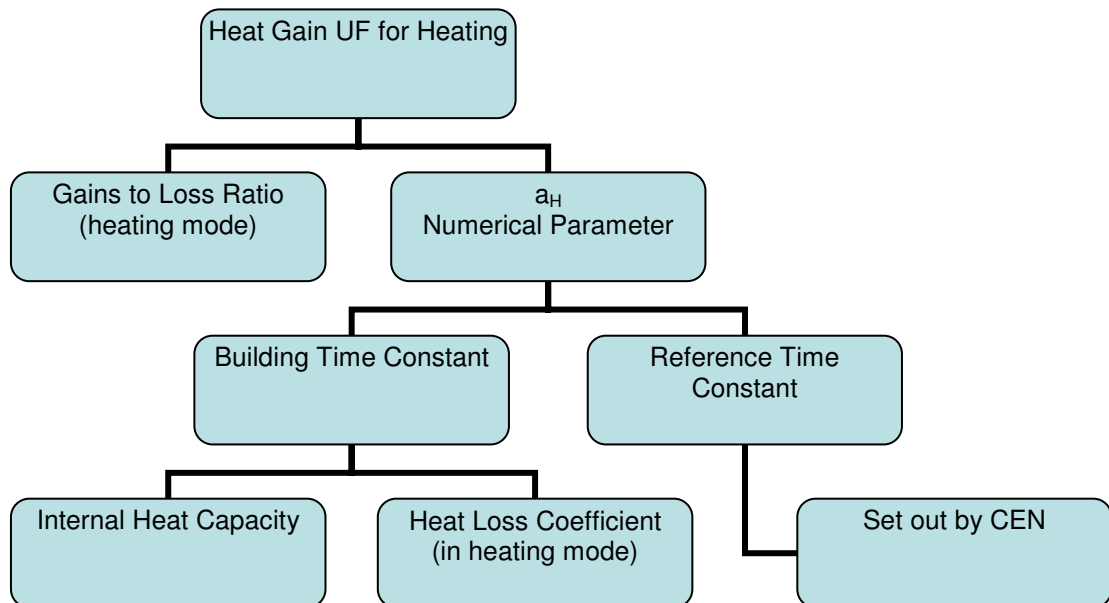 Heat Gain UF for Heating
Gains to Loss Ratio
(heating mode)
aH
Numerical Parameter
Building Time Constant
Reference Time
Constant
Internal Heat Capacity
Heat Loss Coefficient
(in heating mode)
Set out by CEN